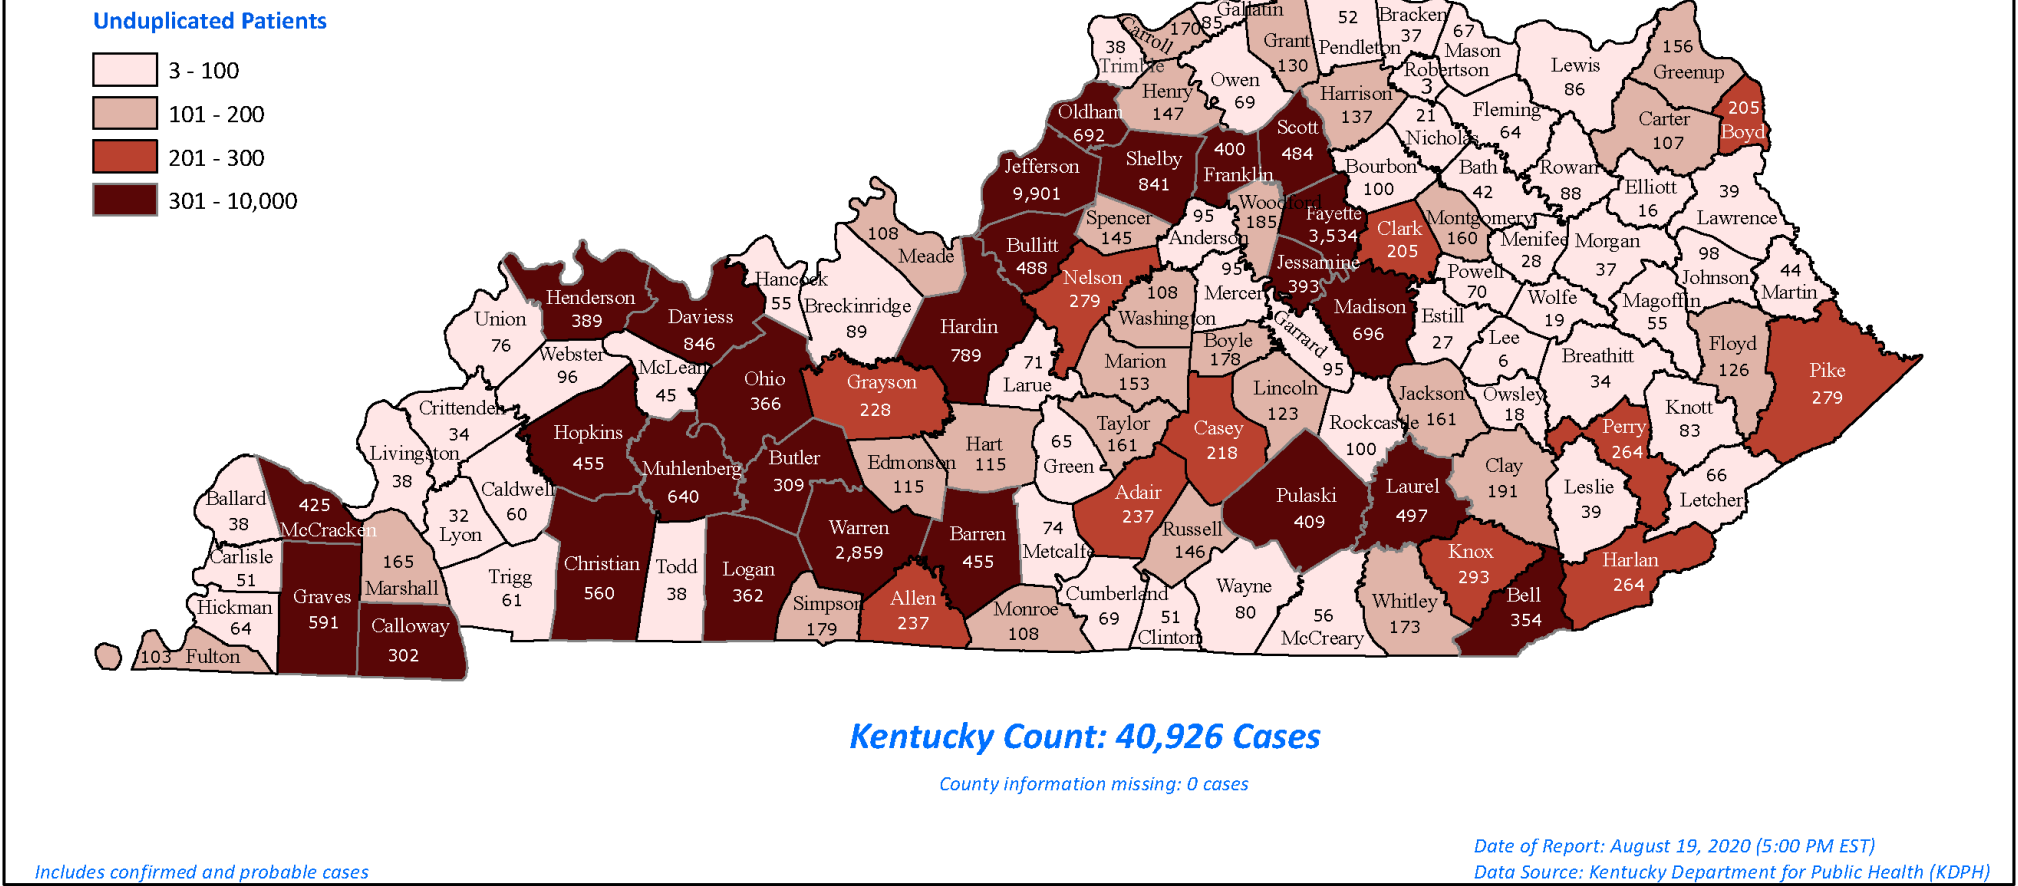 Unduplicated Patients
3 - 100
101 - 200
201 - 300
301 - 10,000
Gallatin
85
Carroll
170
38
Trimble
Grant
130
52
Pendleton
Bracken
37
67
Mason
Robertson
3
Lewis
86
156
Greenup
205
Boyd
Carter
107
Owen
69
Henry
147
Harrison
137
21
Nicholas
Fleming
64
Oldham
692
Scott
484
400
Franklin
Shelby
841
Jefferson
9,901
Bourbon
100
Bath
42
Rowan
88
Elliott
16
39
Lawrence
Woodford
185
Fayette
3,534
Clark
205
Montgomery
160
Menifee
28
Morgan
37
98
Johnson
44
Martin
Spencer
145
95
Anderson
Bullitt
488
108
Meade
Nelson
279
Jessamine
393
95
Mercer
108
Washington
Madison
696
Powell
70
Estill
27
Wolfe
19
Magoffin
55
Floyd
126
Pike
279
Hancock
55
Breckinridge
89
Hardin
789
Henderson
389
Daviess
846
Union
76
Webster
96
McLean
45
Ohio
366
Grayson
228
71
Larue
Marion
153
Boyle
178
Garrard
95
Lincoln
123
Rockcastle
100
Jackson
161
Lee
6
Owsley
18
Breathitt
34
Knott
83
Perry
264
Crittenden
34
Livingston
38
Hopkins
455
Muhlenberg
640
Butler
309
Edmonson
115
Hart
115
65
Green
Taylor
161
Casey
218
Adair
237
Pulaski
409
Laurel
497
Clay
191
Leslie
39
66
Letcher
Ballard
38
425
McCracken
Caldwell
60
32
Lyon
Carlisle
51
165
Marshall
Trigg
61
Christian
560
Todd
38
Logan
362
Warren
2,859
Barren
455
74
Metcalfe
Russell
146
Wayne
80
Knox
293
Bell
354
Harlan
264
Hickman
64
Graves
591
Calloway
302
103 Fulton
Simpson
179
Allen
237
Monroe
108
Cumberland
69
51
Clinton
56
McCreary
Whitley
173
Kentucky Count: 40,926 Cases
County information missing: 0 cases
Date of Report: August 19, 2020 (5:00 PM EST)
Includes confirmed and probable cases
Data Source: Kentucky Department for Public Health (KDPH)